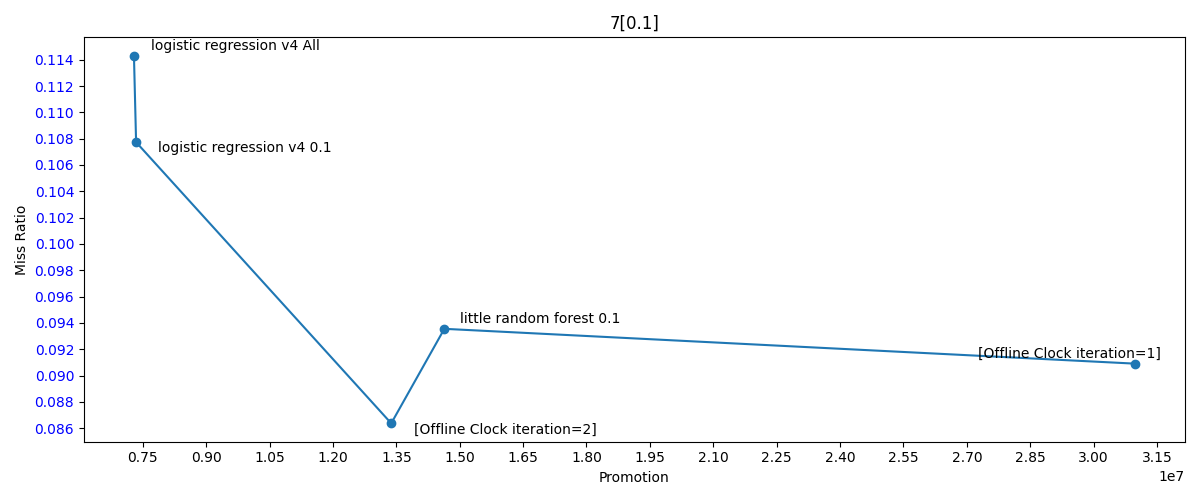 7[0.1]
logistic regression v4 All
logistic regression v4 0.1
little random forest 0.1
[Offline Clock iteration=1]
[Offline Clock iteration=2]
Miss Ratio
0.114
0.112
0.110
0.108
0.106
0.104
0.102
0.100
0.098
0.096
0.094
0.092
0.090
0.088
0.086
0.75 0.90 1.05 1.20 1.35 1.50 1.65 1.80 1.95 2.10 2.25 2.40 2.55 2.70 2.85 3.00 3.15
Promotion
1e7